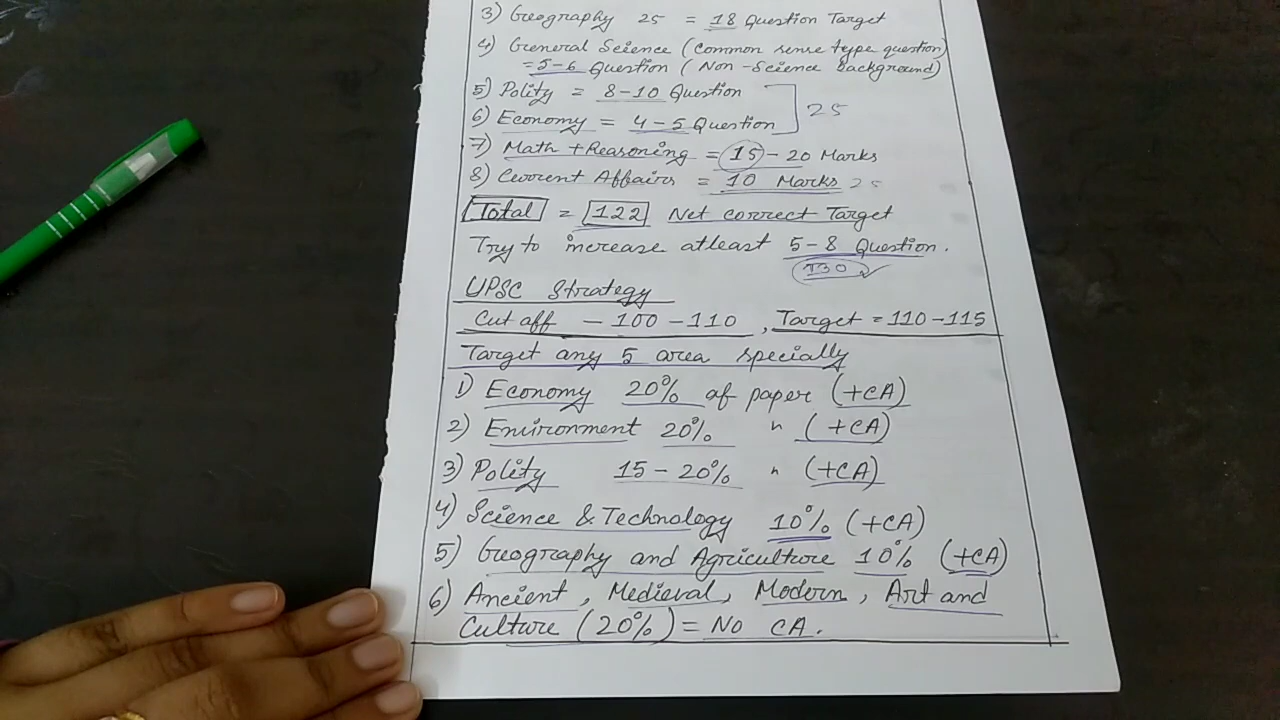 3) Geography 25 = 18 Question Target
4) General Science (Common sense type question)
= 5-6 Question (Non-Science background)
5) Polity = 8-10 Question
6) Economy = 4-5 Question
25
7) Math + Reasoning = 15 - 20 Marks
8) Current Affairs = 10 Marks 25
Total = 122 Net correct Target
Try to increase atleast 5-8 Question.
130
UPSC Strategy
Cut off - 100 - 110, Target = 110-115
Target any 5 area specially
1) Economy 20% of paper (+CA)
2) Environment 20% " (+CA)
3) Polity 15-20% " (+CA)
4) Science & Technology 10% (+CA)
5) Geography and Agriculture 10% (+CA)
6) Ancient, Medieval, Modern, Art and
Culture (20%) = No CA.